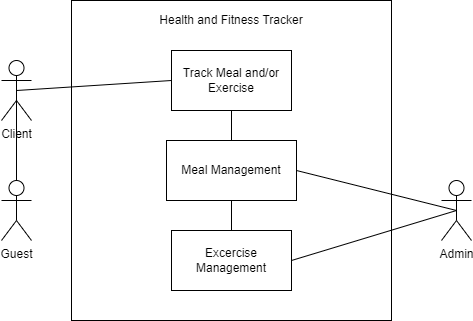 Health and Fitness Tracker
Track Meal and/or
Exercise
Client
Meal Management
Guest
Excercise
Management
Admin